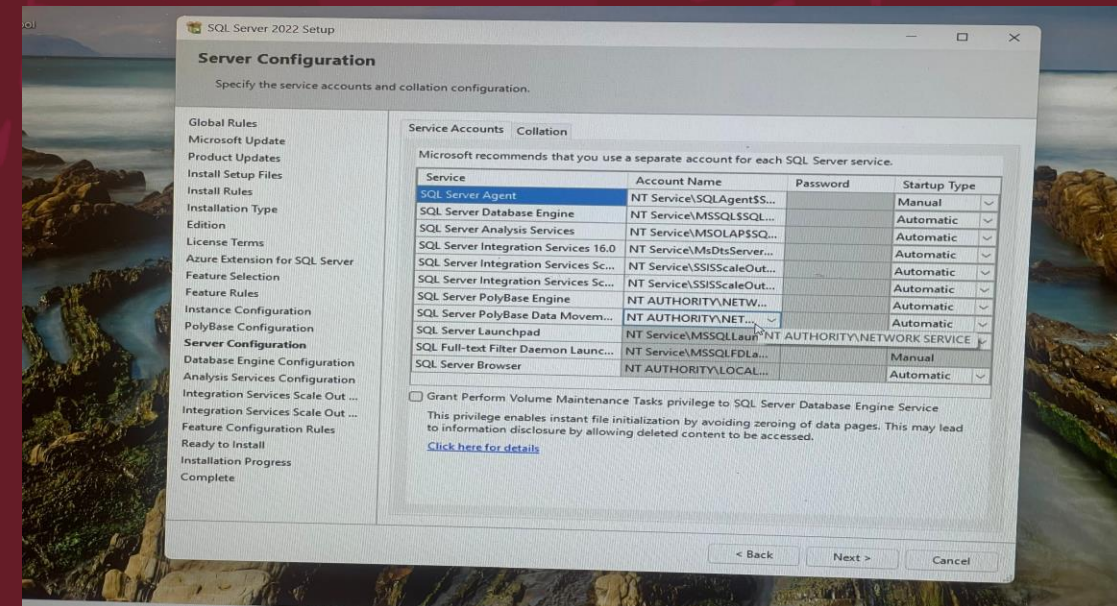 SQL Server 2022 Setup
Server Configuration
Specify the service accounts and collation configuration.
Global Rules
Microsoft Update
Product Updates
Install Setup Files
Install Rules
Installation Type
Edition
License Terms
Azure Extension for SQL Server
Feature Selection
Feature Rules
Instance Configuration
PolyBase Configuration
Server Configuration
Database Engine Configuration
Analysis Services Configuration
Integration Services Scale Out ...
Integration Services Scale Out ...
Feature Configuration Rules
Ready to Install
Installation Progress
Complete
Service Accounts Collation
Microsoft recommends that you use a separate account for each SQL Server service.
Service Account Name Password Startup Type
SQL Server Agent NT Service\SQLAgent$S... Manual
SQL Server Database Engine NT Service\MSSQL$SQL... Automatic
SQL Server Analysis Services NT Service\MSOLAP$SQ... Automatic
SQL Server Integration Services 16.0 NT Service\MsDtsServer... Automatic
SQL Server Integration Services Sc... NT Service\SSISScaleOut... Automatic
SQL Server Integration Services Sc... NT Service\SSISScaleOut... Automatic
SQL Server PolyBase Engine NT AUTHORITY\NETW... Automatic
SQL Server PolyBase Data Movem... NT AUTHORITY\NET... Automatic
SQL Server Launchpad NT Service\MSSQLLaun NT AUTHORITY\NETWORK SERVICE
SQL Full-text Filter Daemon Launc... NT Service\MSSQLFDLa... Manual
SQL Server Browser NT AUTHORITY\LOCAL... Automatic
Grant Perform Volume Maintenance Tasks privilege to SQL Server Database Engine Service
This privilege enables instant file initialization by avoiding zeroing of data pages. This may lead
to information disclosure by allowing deleted content to be accessed.
Click here for details
< Back Next > Cancel